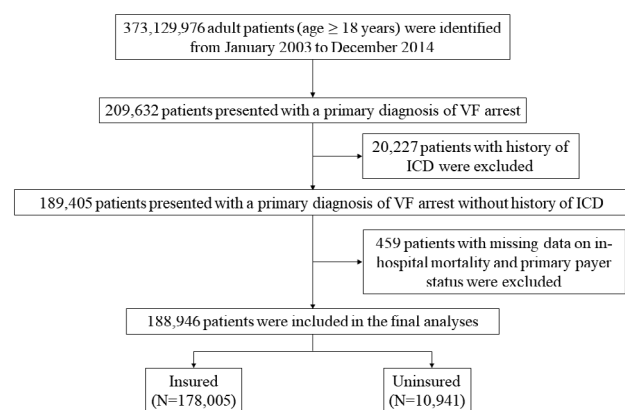 373,129,976 adult patients (age ≥ 18 years) were identified
from January 2003 to December 2014
209,632 patients presented with a primary diagnosis of VF arrest
20,227 patients with history of
ICD were excluded
189,405 patients presented with a primary diagnosis of VF arrest without history of ICD
459 patients with missing data on in-
hospital mortality and primary payer
status were excluded
188,946 patients were included in the final analyses
Insured
(N=178,005)
Uninsured
(N=10,941)